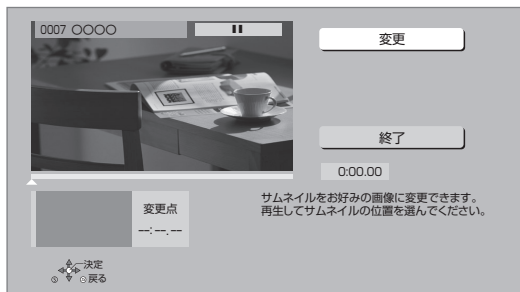 0007 〇〇〇〇
変更
終了
0:00.00
サムネイルをお好みの画像に変更できます。
再生してサムネイルの位置を選んでください。
変更点
--:--.--
決定
戻る